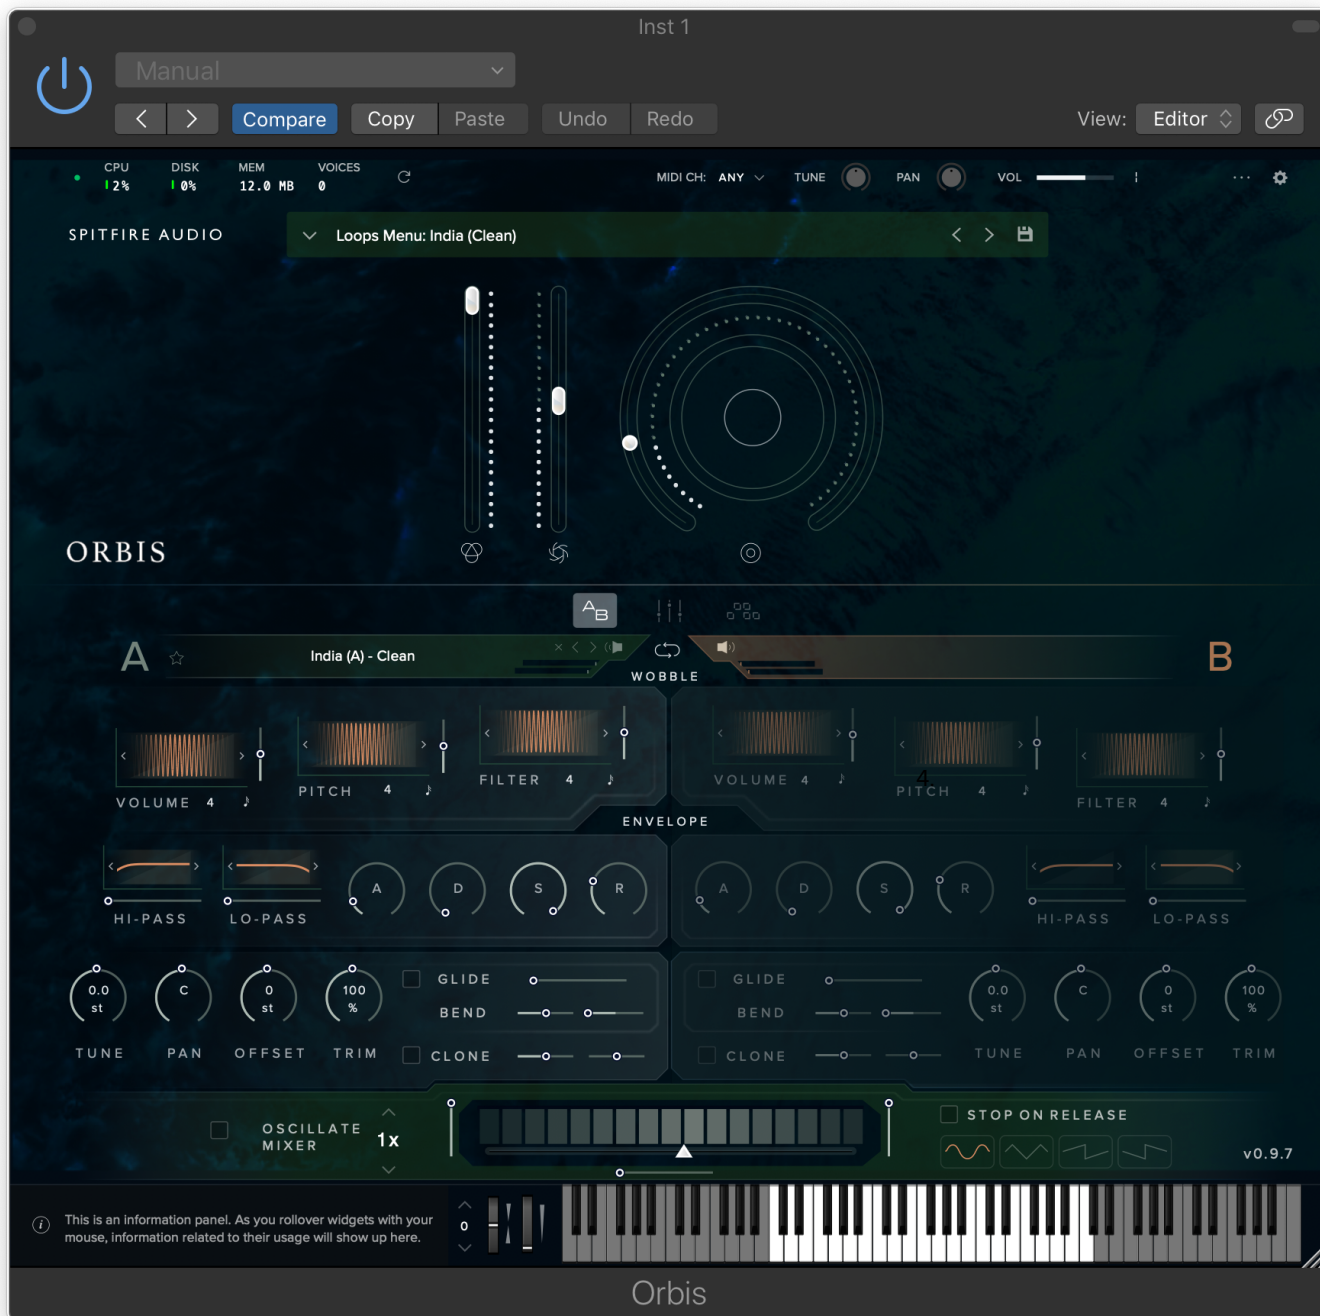 Inst 1
Manual
Compare Copy Paste Undo Redo View: Editor
CPU DISK MEM VOICES
2% 0% 12.0 MB 0
MIDI CH: ANY TUNE PAN VOL
SPITFIRE AUDIO
Loops Menu: India (Clean)
ORBIS
A B
A India (A) - Clean B
WOBBLE
VOLUME 4 PITCH 4 FILTER 4 VOLUME 4 4 PITCH 4 FILTER 4
ENVELOPE
A D S R A D S R
HI-PASS LO-PASS HI-PASS LO-PASS
GLIDE GLIDE
0.0 C 0 100 0.0 C 0 100
st st % st st %
BEND BEND
TUNE PAN OFFSET TRIM CLONE CLONE TUNE PAN OFFSET TRIM
OSCILLATE
MIXER
1x
STOP ON RELEASE
v0.9.7
This is an information panel. As you rollover widgets with your
mouse, information related to their usage will show up here.
0
Orbis